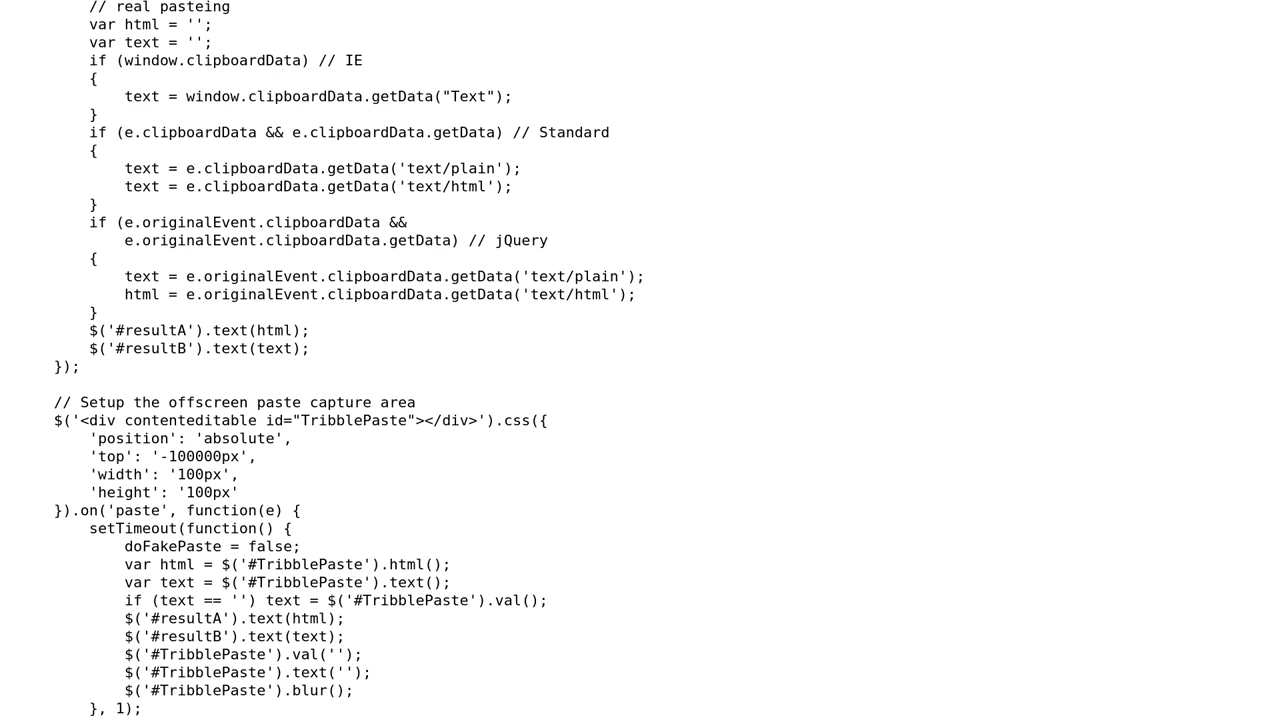 // real pasteing
    var html = '';
    var text = '';
    if (window.clipboardData) // IE
    {
        text = window.clipboardData.getData("Text");
    }
    if (e.clipboardData && e.clipboardData.getData) // Standard
    {
        text = e.clipboardData.getData('text/plain');
        text = e.clipboardData.getData('text/html');
    }
    if (e.originalEvent.clipboardData &&
        e.originalEvent.clipboardData.getData) // jQuery
    {
        text = e.originalEvent.clipboardData.getData('text/plain');
        html = e.originalEvent.clipboardData.getData('text/html');
    }
    $('#resultA').text(html);
    $('#resultB').text(text);
});

// Setup the offscreen paste capture area
$('<div contenteditable id="TribblePaste"></div>').css({
    'position': 'absolute',
    'top': '-100000px',
    'width': '100px',
    'height': '100px'
}).on('paste', function(e) {
    setTimeout(function() {
        doFakePaste = false;
        var html = $('#TribblePaste').html();
        var text = $('#TribblePaste').text();
        if (text == '') text = $('#TribblePaste').val();
        $('#resultA').text(html);
        $('#resultB').text(text);
        $('#TribblePaste').val('');
        $('#TribblePaste').text('');
        $('#TribblePaste').blur();
    }, 1);